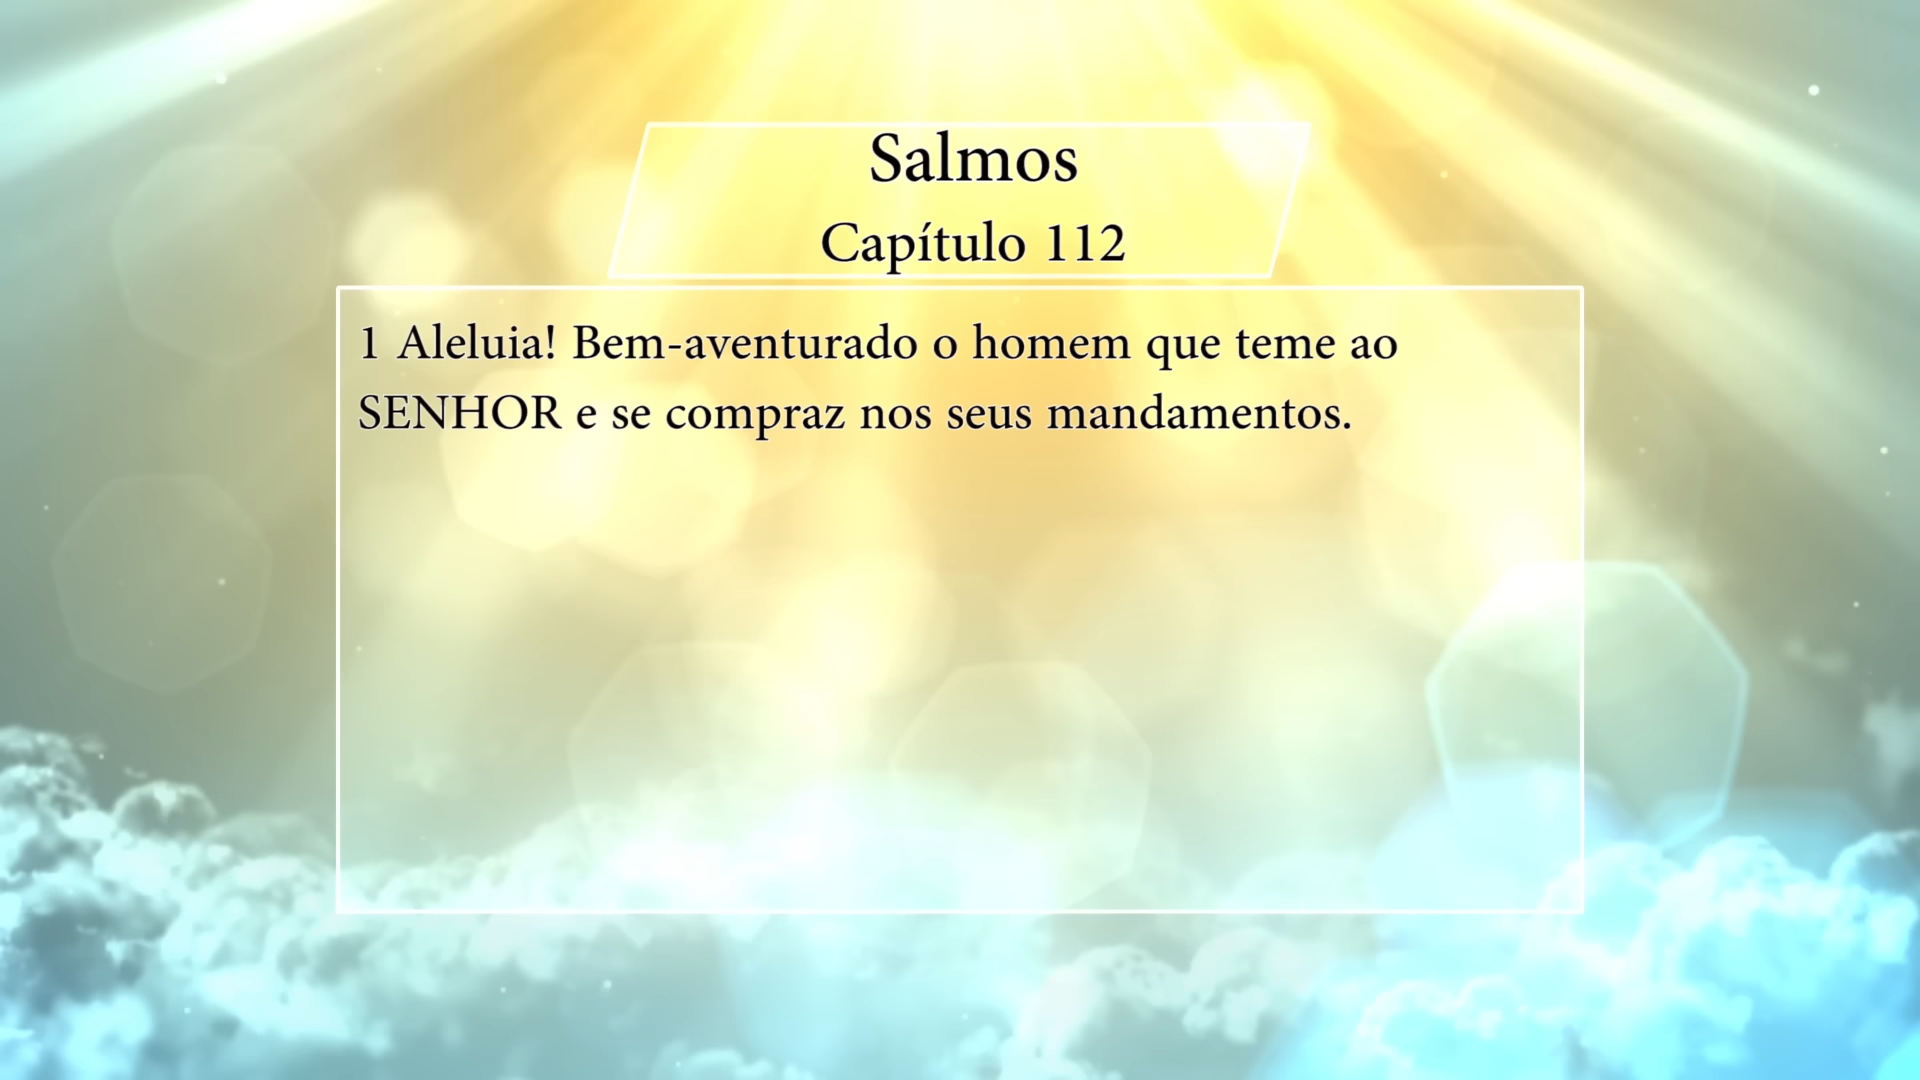 Salmos
Capítulo 112
1 Aleluia! Bem-aventurado o homem que teme ao
SENHOR e se compraz nos seus mandamentos.